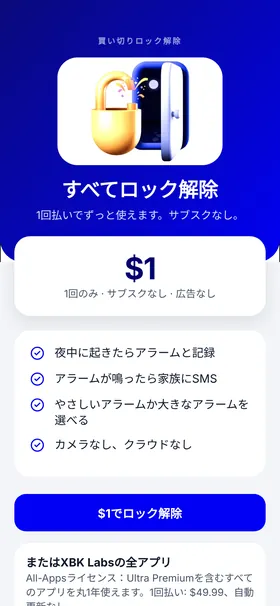 買い切りロック解除
すべてロック解除
1回払いでずっと使えます。サブスクなし。
$1
1回のみ · サブスクなし · 広告なし
夜中に起きたらアラームと記録
アラームが鳴ったら家族にSMS
やさしいアラームか大きなアラームを
選べる
カメラなし、クラウドなし
$1でロック解除
またはXBK Labsの全アプリ
All-Appsライセンス：Ultra Premiumを含むすべて
のアプリを丸1年使えます。1回払い: $49.99、自動
更新なし